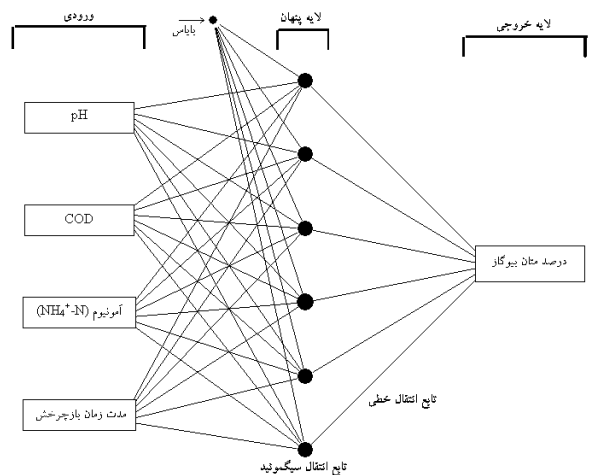 ورودی
بایاس
لایه پنهان
لایه خروجی
pH
COD
آمونیوم (NH4+-N)
مدت زمان بازچرخش
درصد متان بیوگاز
تابع انتقال خطی
تابع انتقال سیگموئید